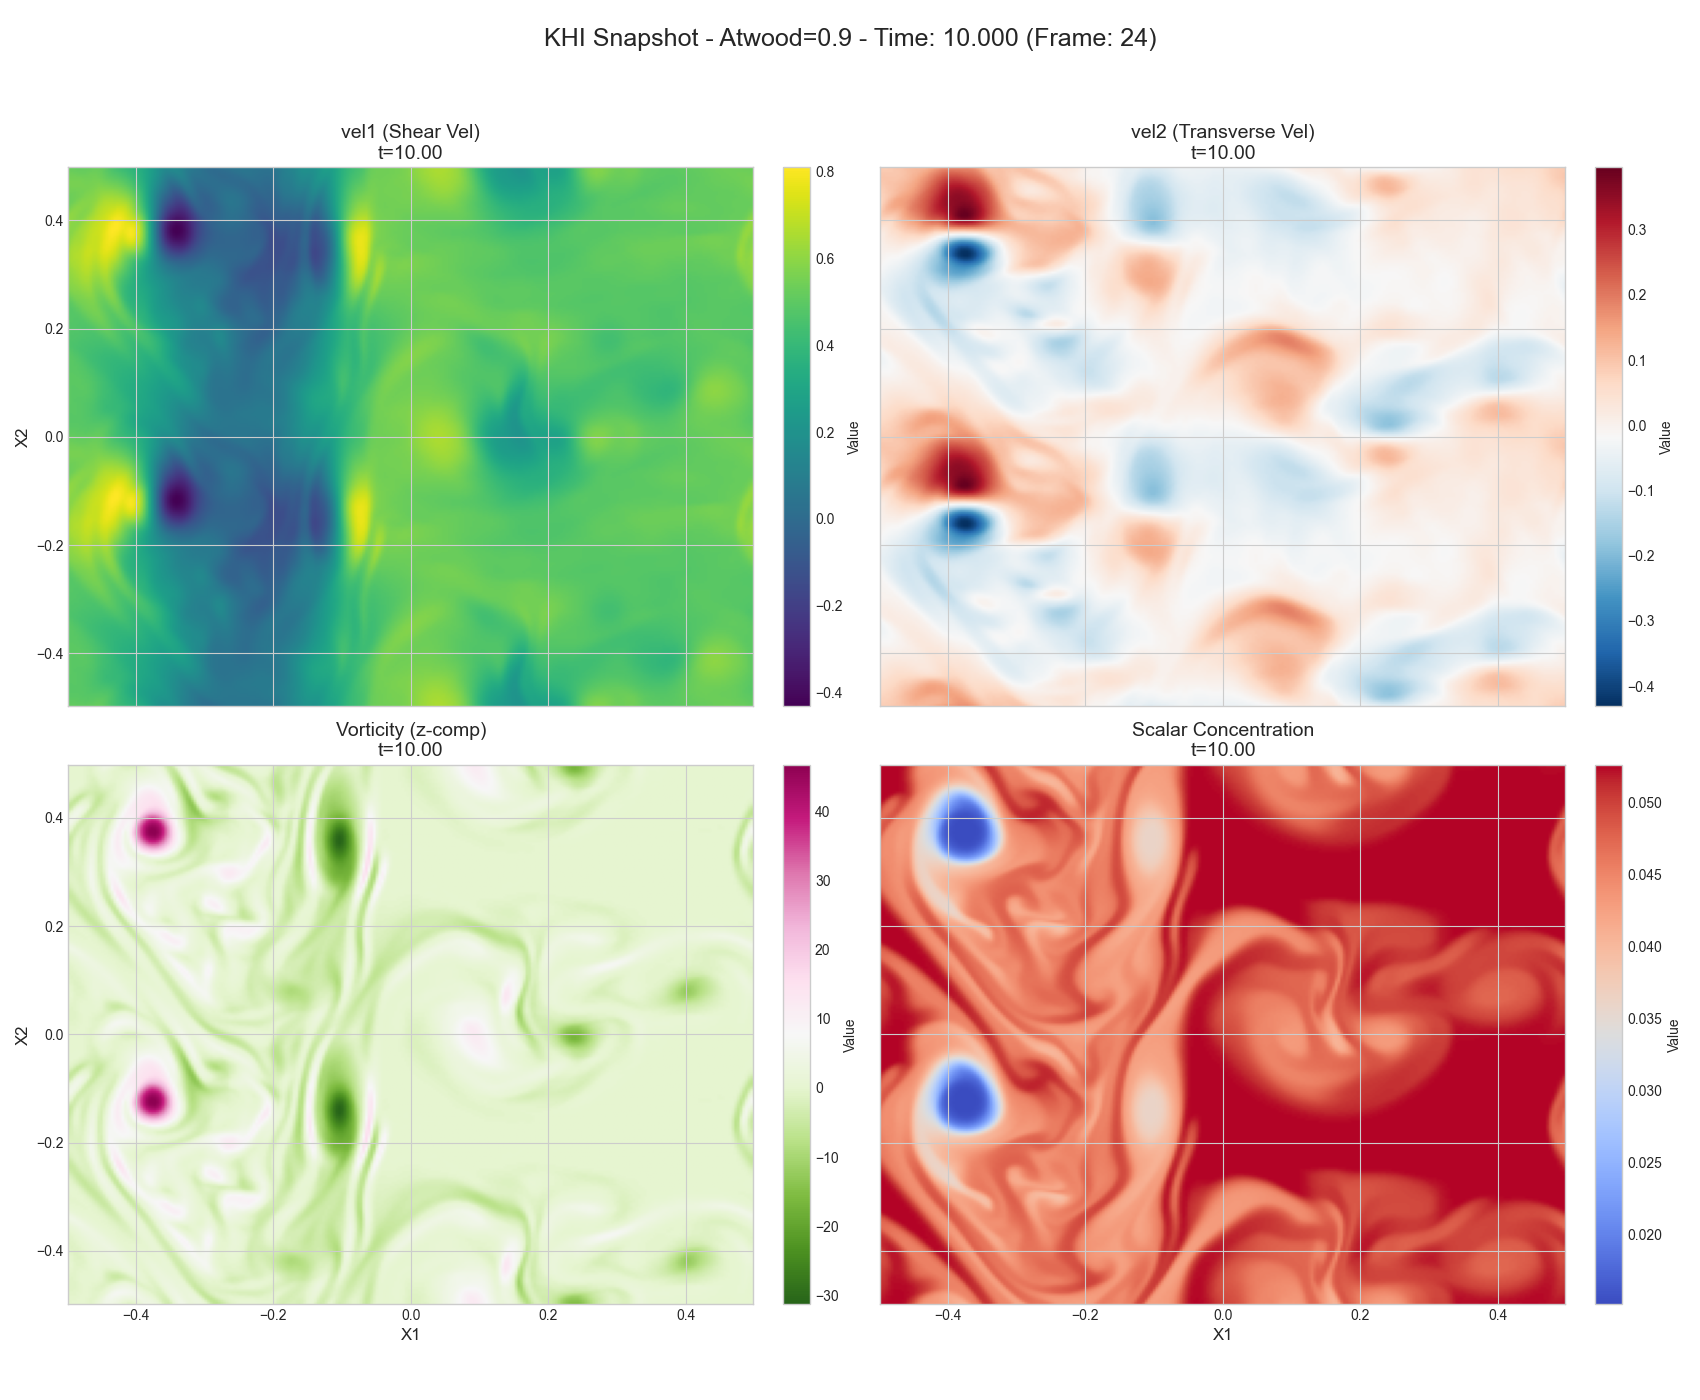 KHI Snapshot - Atwood=0.9 - Time: 10.000 (Frame: 24)
vel1 (Shear Vel)
t=10.00
vel2 (Transverse Vel)
t=10.00
X2
0.4
0.2
0.0
−0.2
−0.4
0.8
0.6
0.4
0.2
0.0
−0.2
−0.4
Value
0.3
0.2
0.1
0.0
−0.1
−0.2
−0.3
−0.4
Value
Vorticity (z-comp)
t=10.00
Scalar Concentration
t=10.00
X2
0.4
0.2
0.0
−0.2
−0.4
−0.4
−0.2
0.0
0.2
0.4
X1
40
30
20
10
0
−10
−20
−30
Value
−0.4
−0.2
0.0
0.2
0.4
X1
0.050
0.045
0.040
0.035
0.030
0.025
0.020
Value